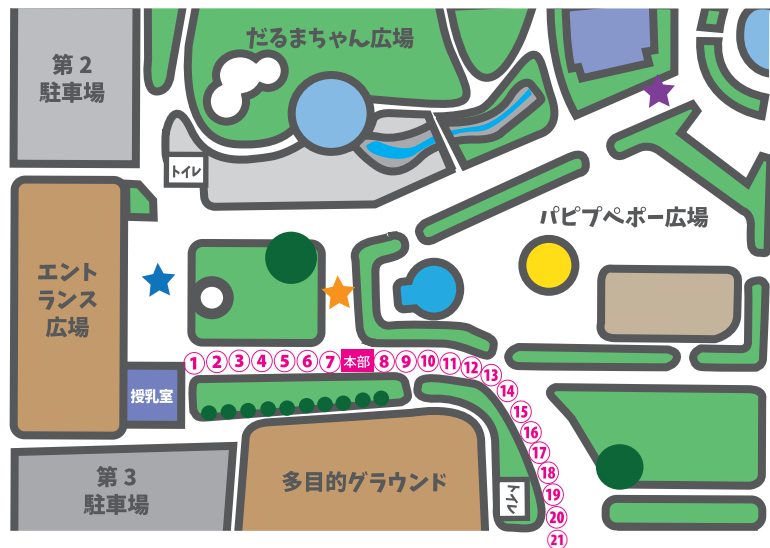 だるまちゃん広場
第2
駐車場
トイレ
パピプペポー広場
エント
ランス
広場
1 2 3 4 5 6 7 本部 8 9 10 11 12 13 14 15 16 17 18 19 20 21
授乳室
多目的グラウンド
第3
駐車場
トイレ